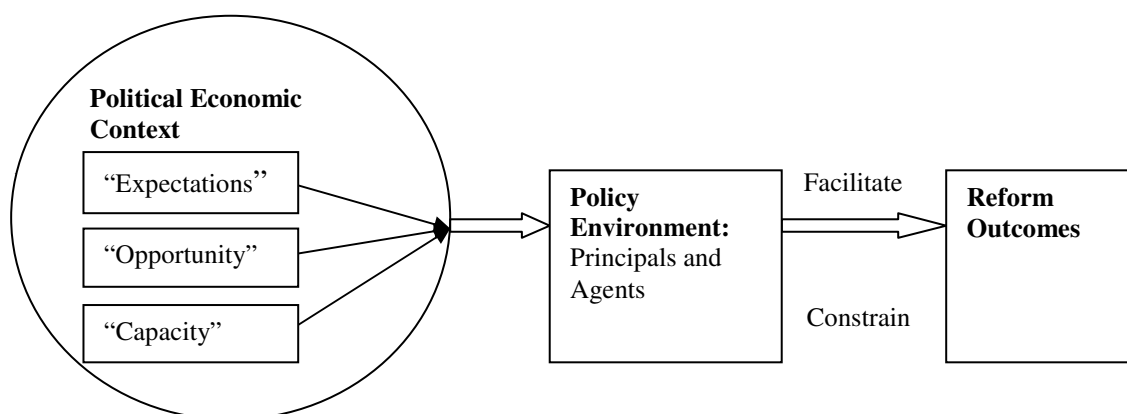 Political Economic
Context
“Expectations”
“Opportunity”
“Capacity”
Policy
Environment:
Principals and
Agents
Facilitate
Constrain
Reform
Outcomes